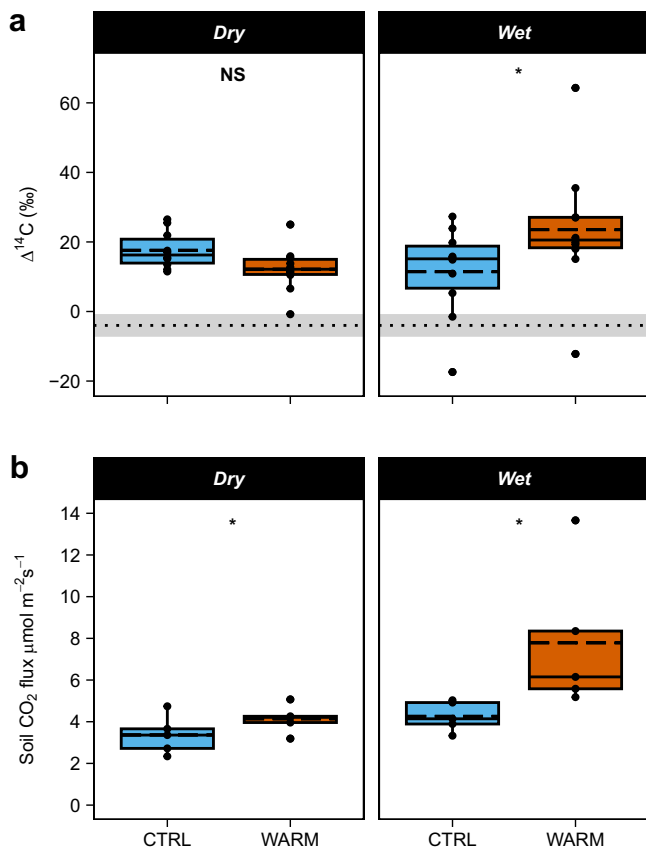 a
Dry
Wet
NS
*
60
40
20
0
−20
Δ¹⁴C (‰)
b
Dry
Wet
*
*
14
12
10
8
6
4
2
0
Soil CO₂ flux μmol m⁻²s⁻¹
CTRL
WARM
CTRL
WARM